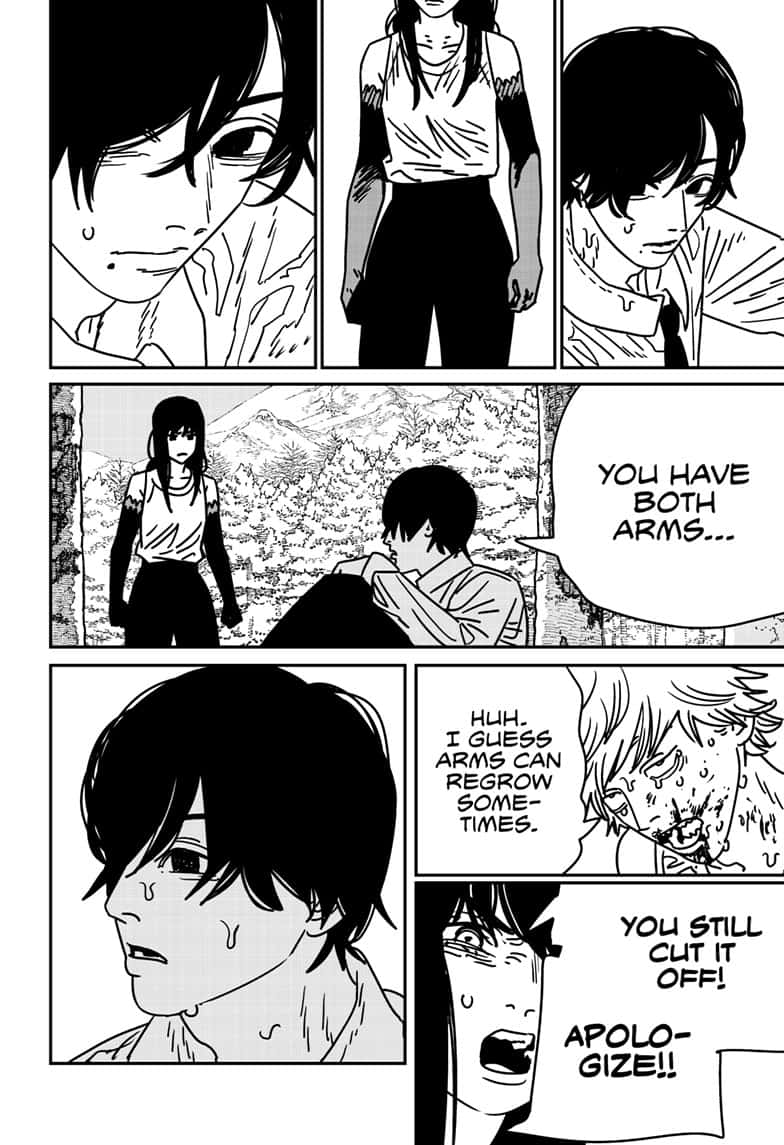 YOU HAVE
BOTH
ARMS...
HUH.
I GUESS
ARMS CAN
REGROW
SOME-
TIMES.
YOU STILL
CUT IT
OFF!
APOLO-
GIZE!!